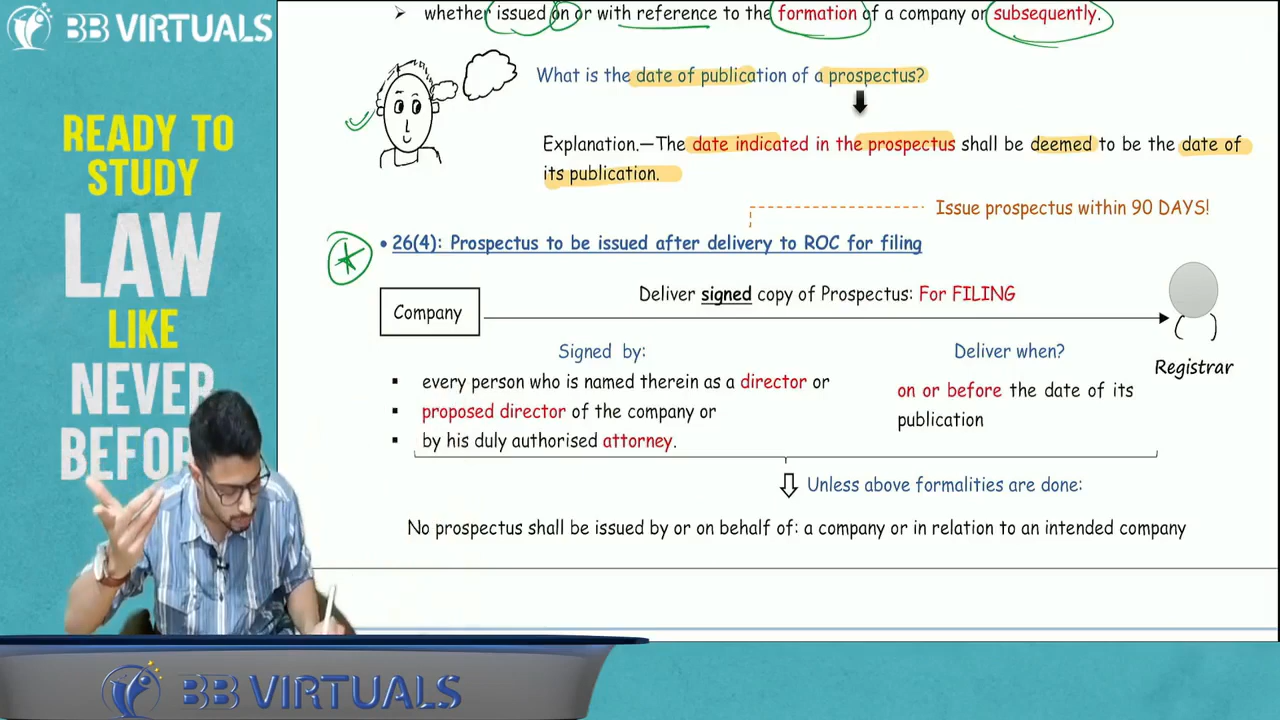 BB VIRTUALS
READY TO
STUDY
LAW
LIKE
NEVER
BEFOR
whether issued on or with reference to the formation of a company or subsequently.
What is the date of publication of a prospectus?
Explanation.—The date indicated in the prospectus shall be deemed to be the date of
its publication.
Issue prospectus within 90 DAYS!
• 26(4): Prospectus to be issued after delivery to ROC for filing
Company
Deliver signed copy of Prospectus: For FILING
Registrar
Signed by:
every person who is named therein as a director or
proposed director of the company or
by his duly authorised attorney.
Deliver when?
on or before the date of its
publication
Unless above formalities are done:
No prospectus shall be issued by or on behalf of: a company or in relation to an intended company
BB VIRTUALS